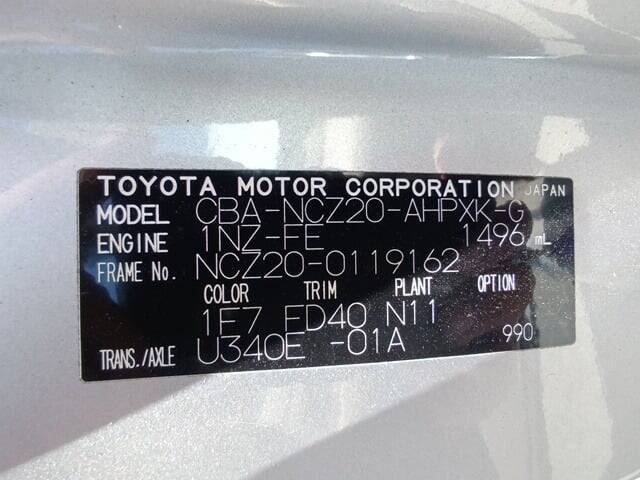 TOYOTA MOTOR CORPORATION JAPAN
MODEL CBA-NCZ20-AHPXK-G
ENGINE 1NZ-FE 1496 mL
FRAME No. NCZ20-0119162
COLOR TRIM PLANT OPTION
1F7 FD40 N11
TRANS./AXLE U340E -01A 990